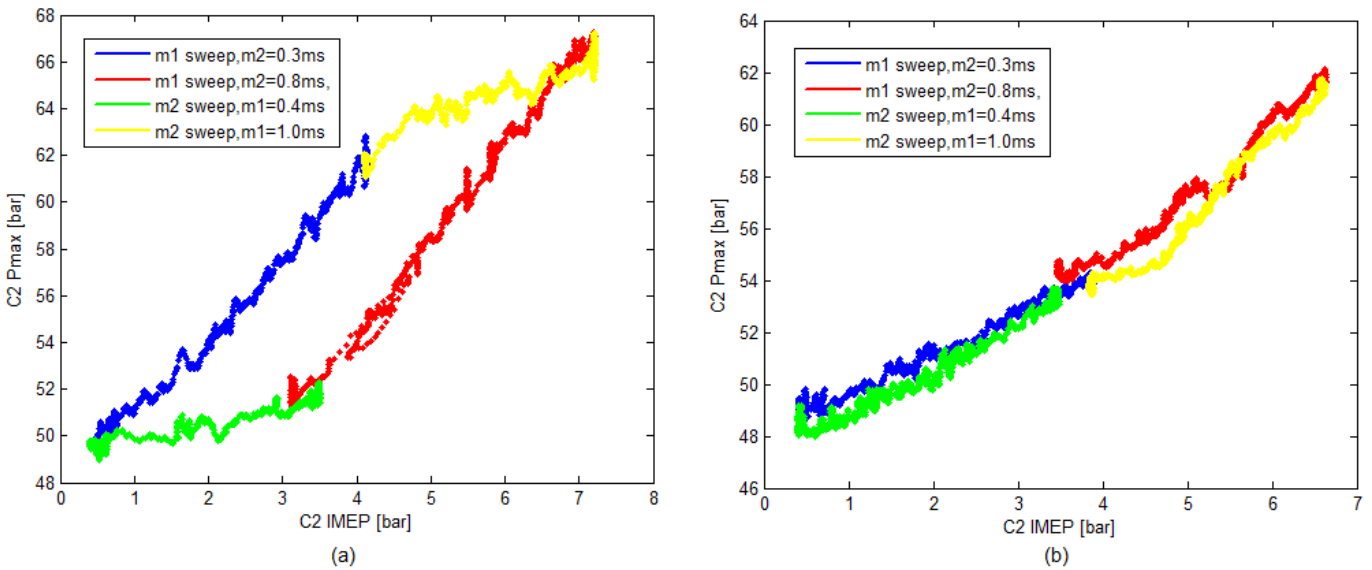 68
66
64
62
60
58
56
54
52
50
48
C2 Pmax [bar]
m1 sweep,m2=0.3ms
m1 sweep,m2=0.8ms,
m2 sweep,m1=0.4ms
m2 sweep,m1=1.0ms
0 1 2 3 4 5 6 7 8
C2 IMEP [bar]
(a)
64
62
60
58
56
54
52
50
48
46
C2 Pmax [bar]
m1 sweep,m2=0.3ms
m1 sweep,m2=0.8ms,
m2 sweep,m1=0.4ms
m2 sweep,m1=1.0ms
0 1 2 3 4 5 6 7
C2 IMEP [bar]
(b)